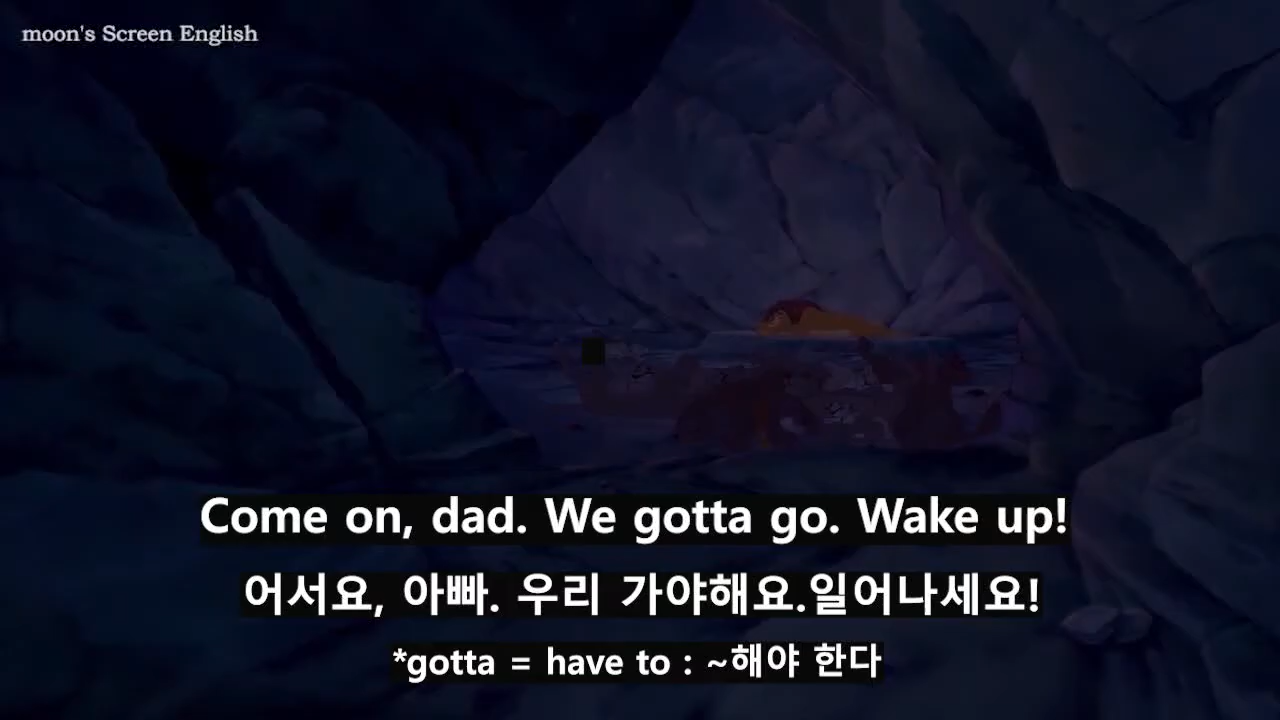 moon's Screen English
Come on, dad. We gotta go. Wake up!
어서요, 아빠. 우리 가야해요.일어나세요!
*gotta = have to : ~해야 한다